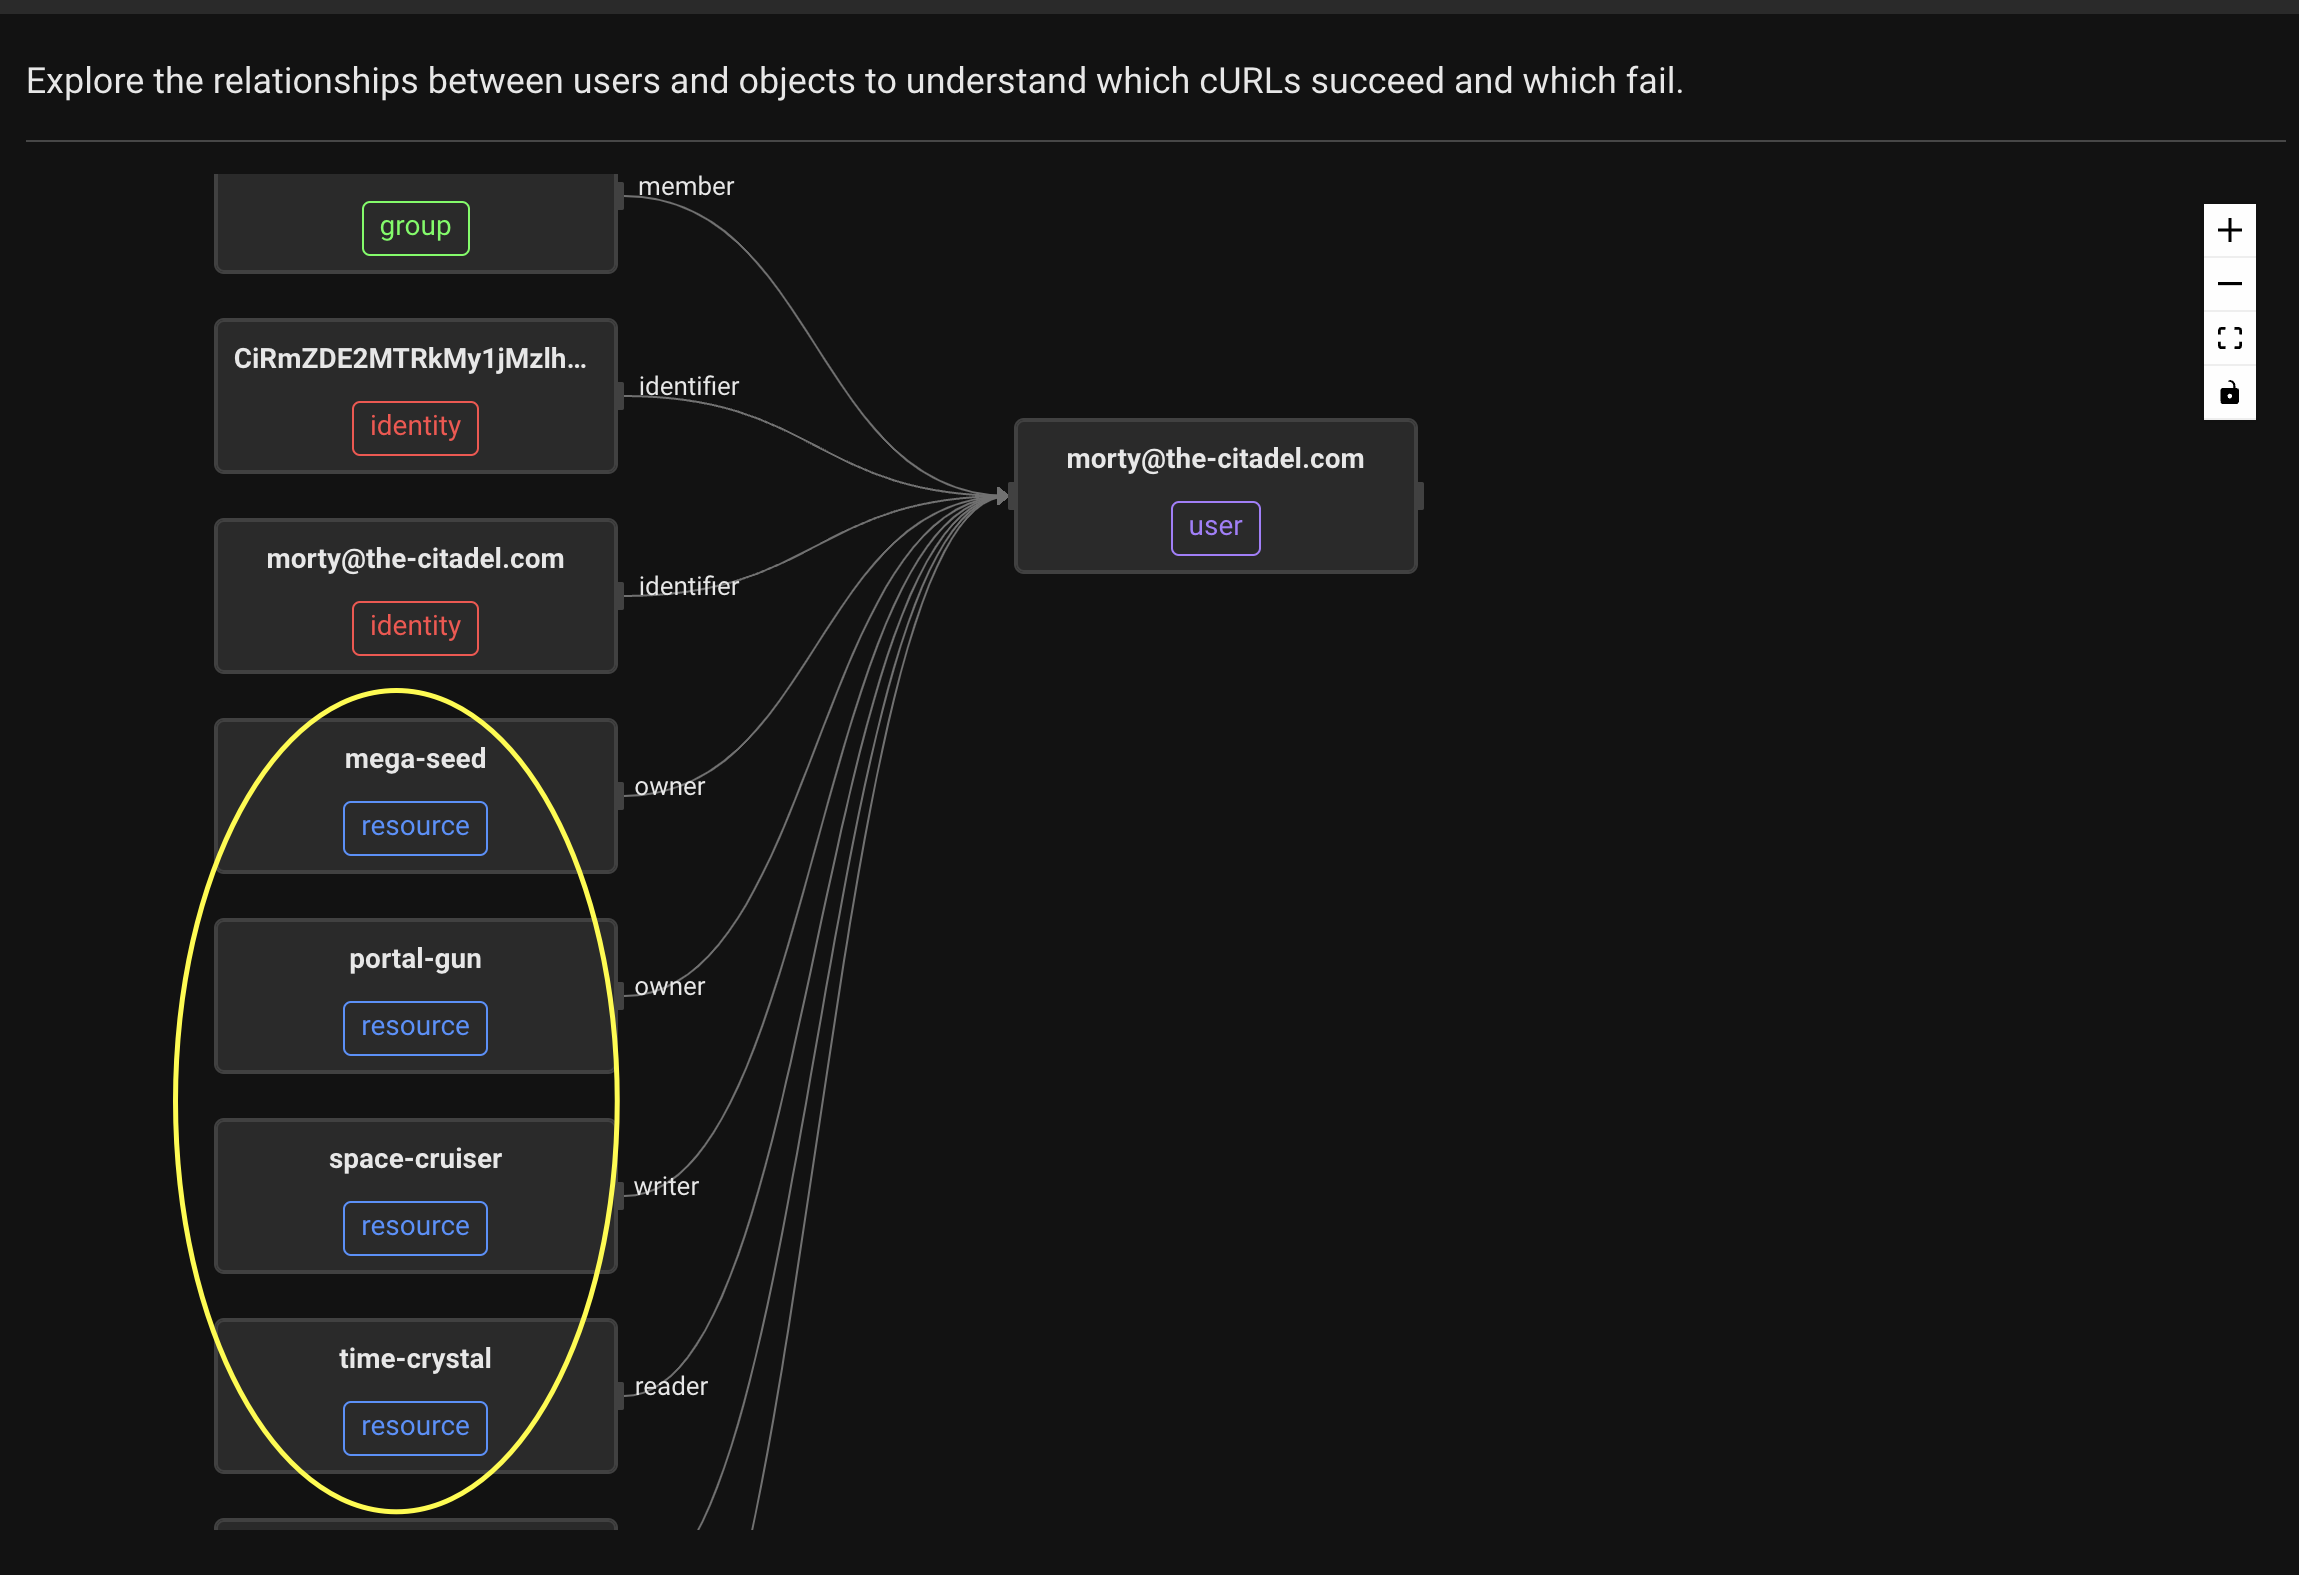 Explore the relationships between users and objects to understand which cURLs succeed and which fail.
member
group
CiRmZDE2MTRkMy1jMzlh...
identifier
identity
morty@the-citadel.com
user
morty@the-citadel.com
identifier
identity
mega-seed
owner
resource
portal-gun
owner
resource
space-cruiser
writer
resource
time-crystal
reader
resource